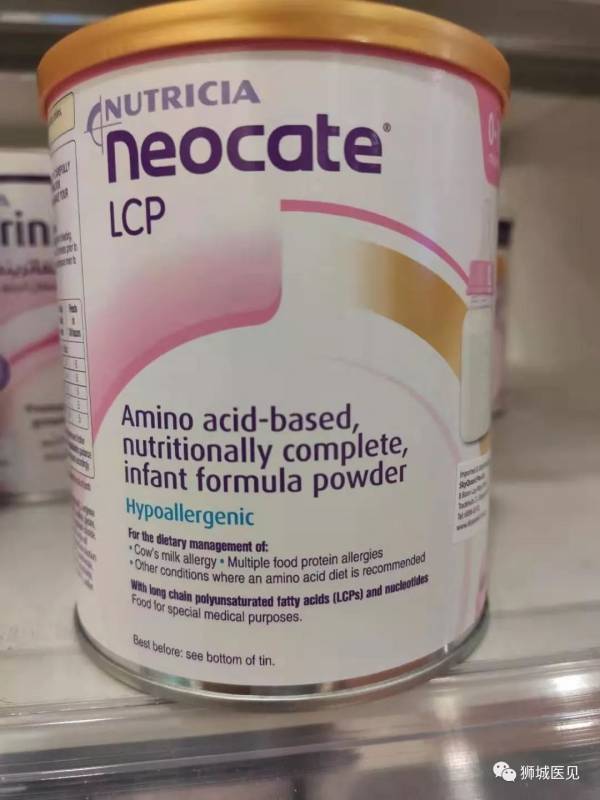 NUTRICIA
neocate®
LCP
Amino acid-based,
nutritionally complete,
infant formula powder
Hypoallergenic
For the dietary management of:
• Cow's milk allergy • Multiple food protein allergies
• Other conditions where an amino acid diet is recommended
With long chain polyunsaturated fatty acids (LCPs) and nucleotides
Food for special medical purposes.
Best before: see bottom of tin.
rin
狮城医见